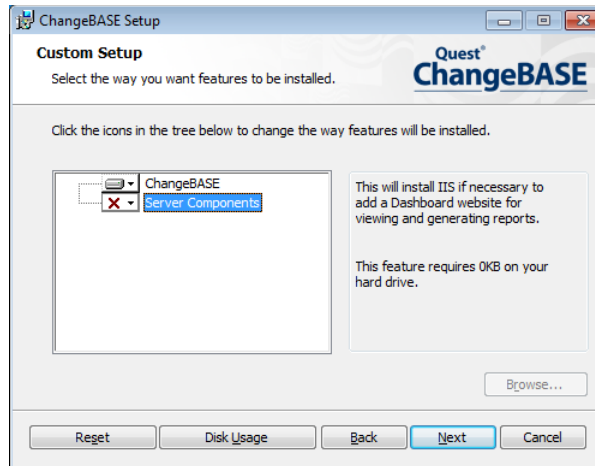 ChangeBASE Setup
Custom Setup
Select the way you want features to be installed.
Quest®
ChangeBASE
Click the icons in the tree below to change the way features will be installed.
ChangeBASE
Server Components
This will install IIS if necessary to
add a Dashboard website for
viewing and generating reports.
This feature requires 0KB on your
hard drive.
Browse...
Reset
Disk Usage
Back
Next
Cancel